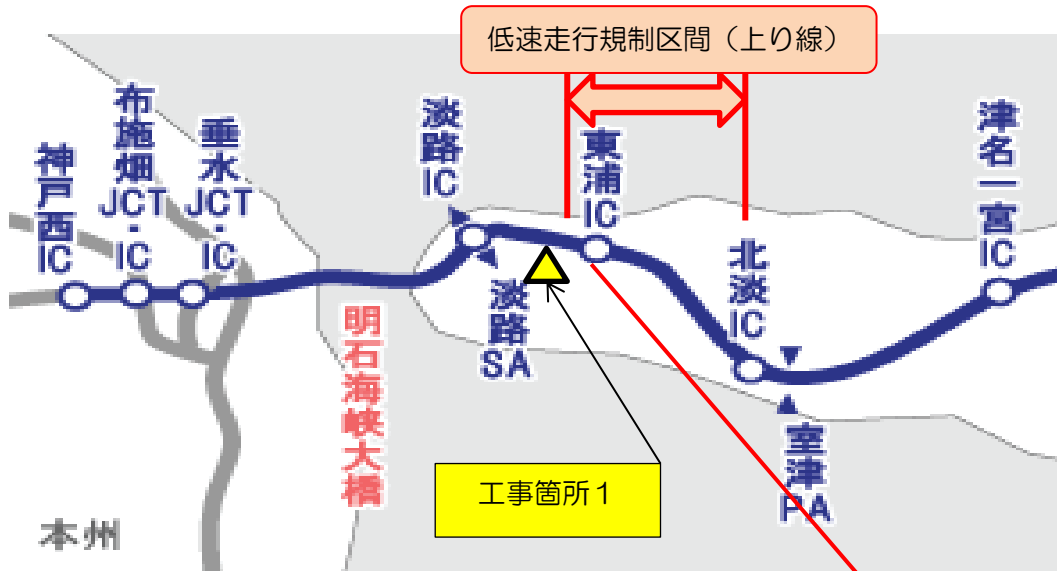 低速走行規制区間(上り線)
神戸西IC
布施畑JCT・IC
垂水JCT・IC
淡路IC
東浦IC
津名一宮IC
北淡IC
淡路SA
明石海峡大橋
室津PA
工事箇所1
本州